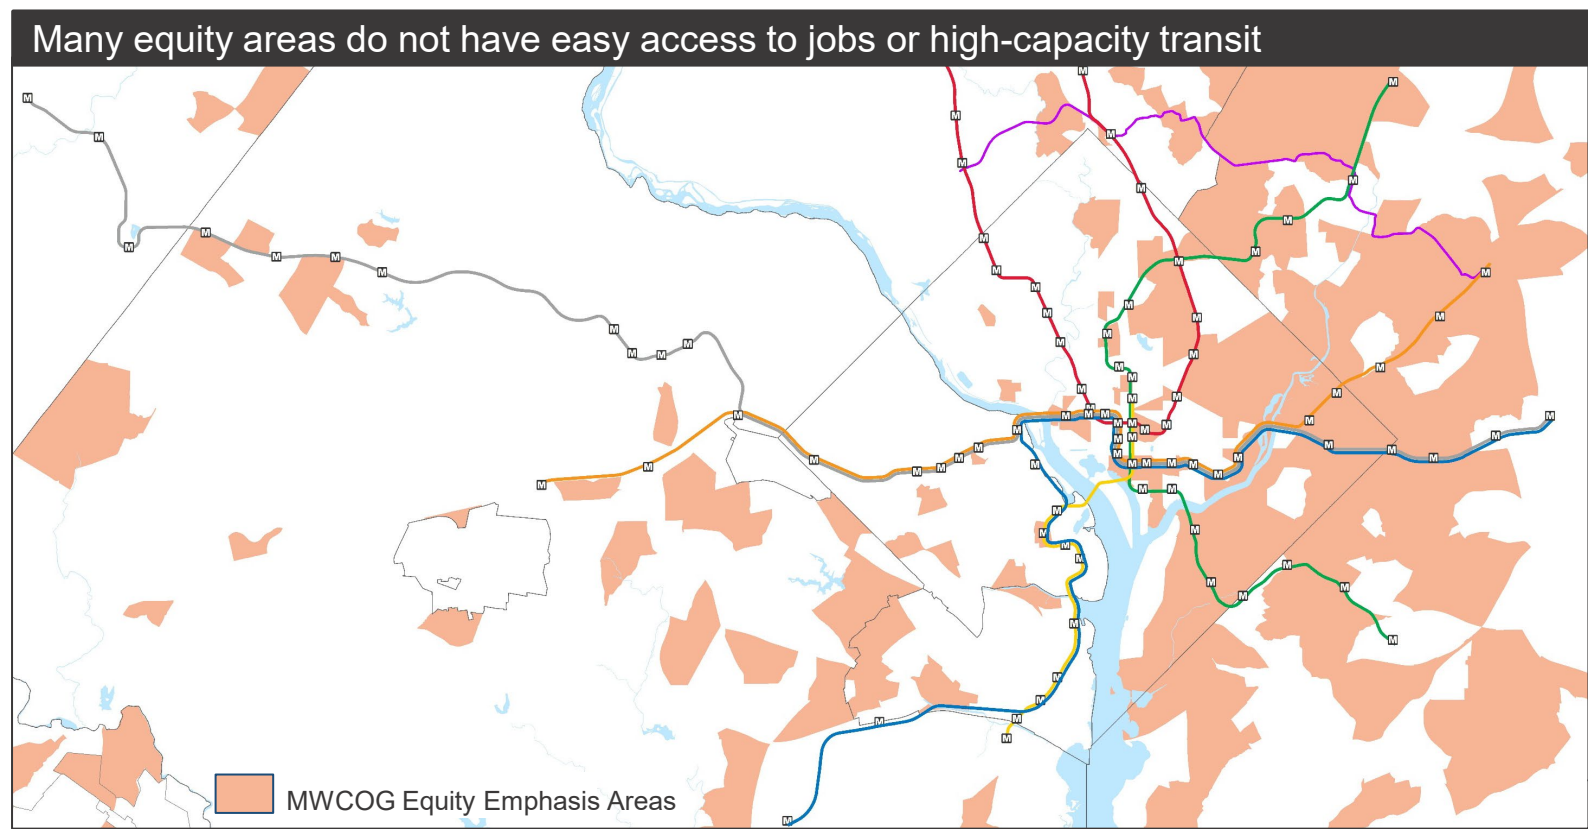 Many equity areas do not have easy access to jobs or high-capacity transit
MWCOG Equity Emphasis Areas